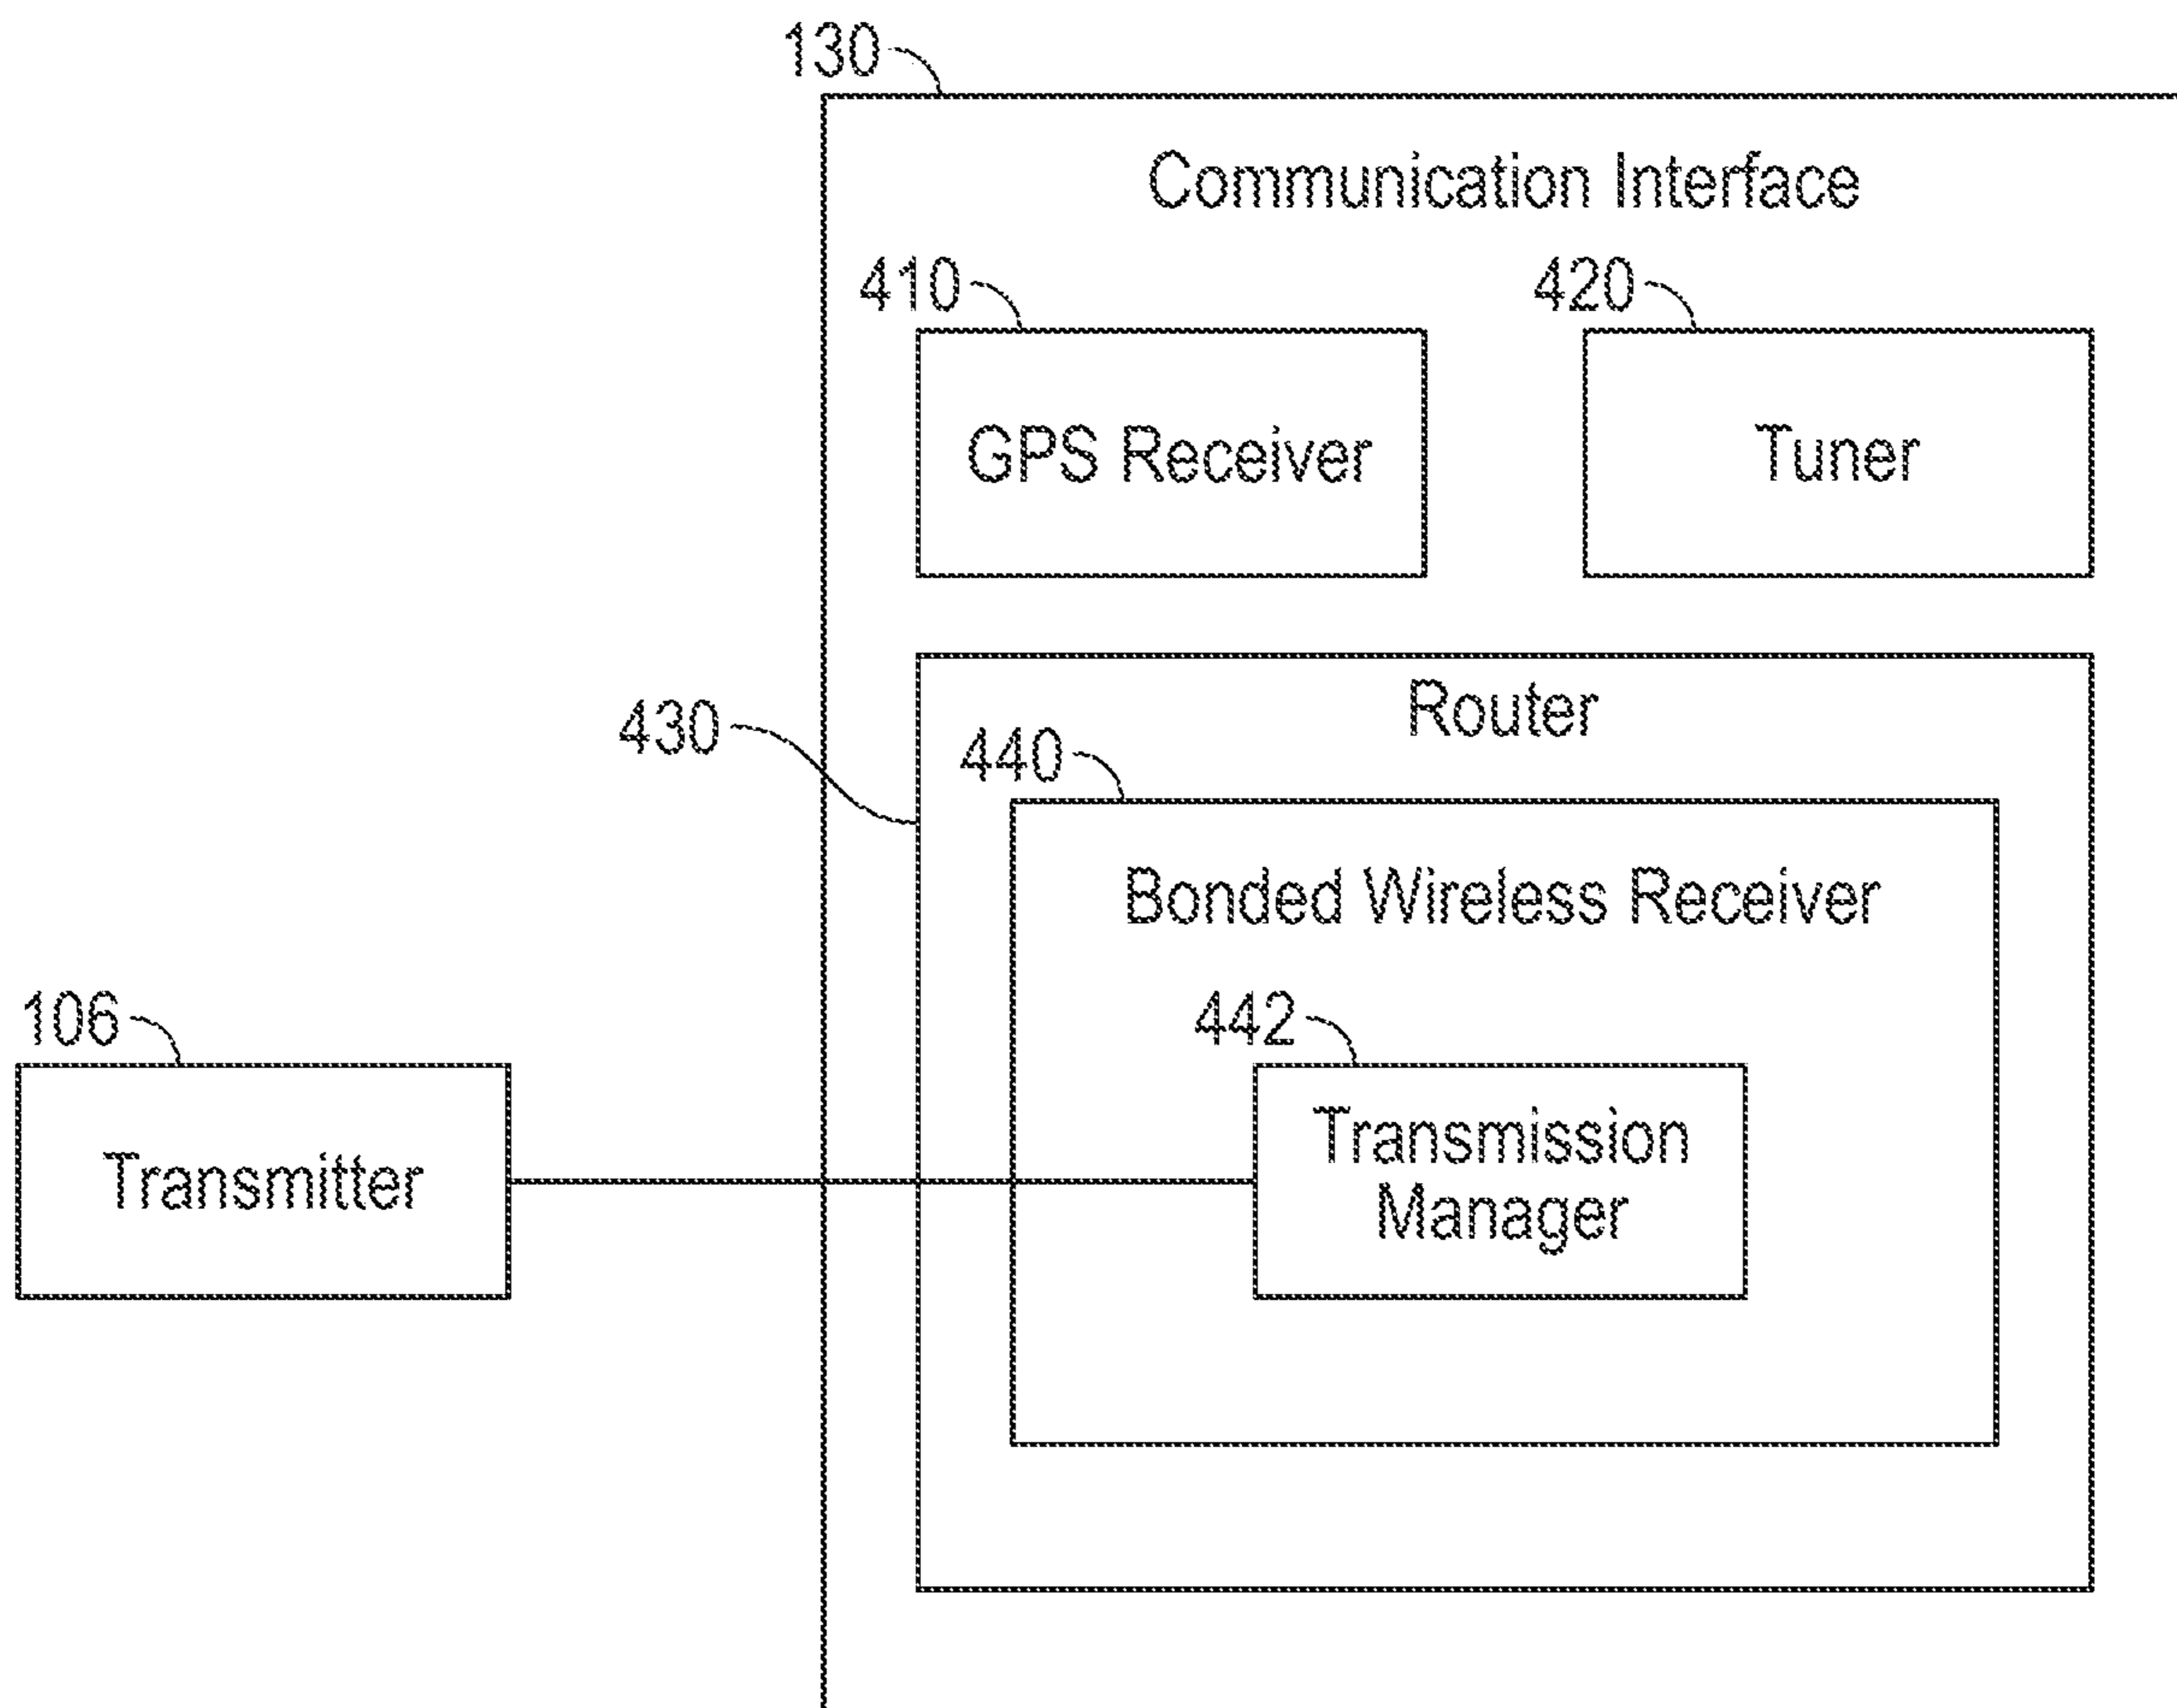 130
Communication Interface
410
420
GPS Receiver
Tuner
430
Router
440
Bonded Wireless Receiver
106
442
Transmitter
Transmission
Manager